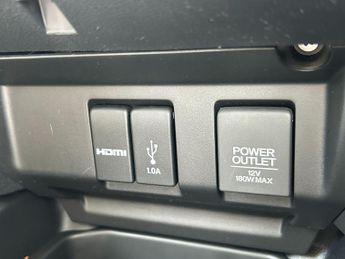 HDMI
1.0A
POWER
OUTLET
12V
180W MAX